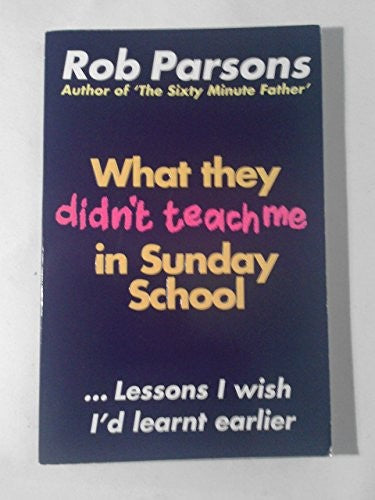 Rob Parsons
Author of 'The Sixty Minute Father'
What they
didn't teach me
in Sunday
School
... Lessons I wish
I'd learnt earlier